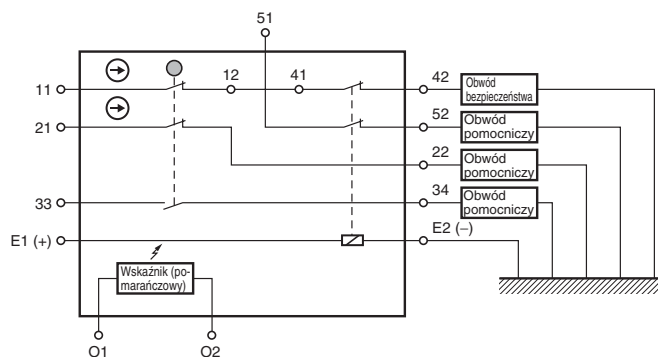 51
11
12
41
42
Obwód
bezpieczeństwa
21
52
Obwód
pomocniczy
22
Obwód
pomocniczy
33
34
Obwód
pomocniczy
E1 (+)
E2 (–)
Wskaźnik (po-
marańczowy)
O1
O2